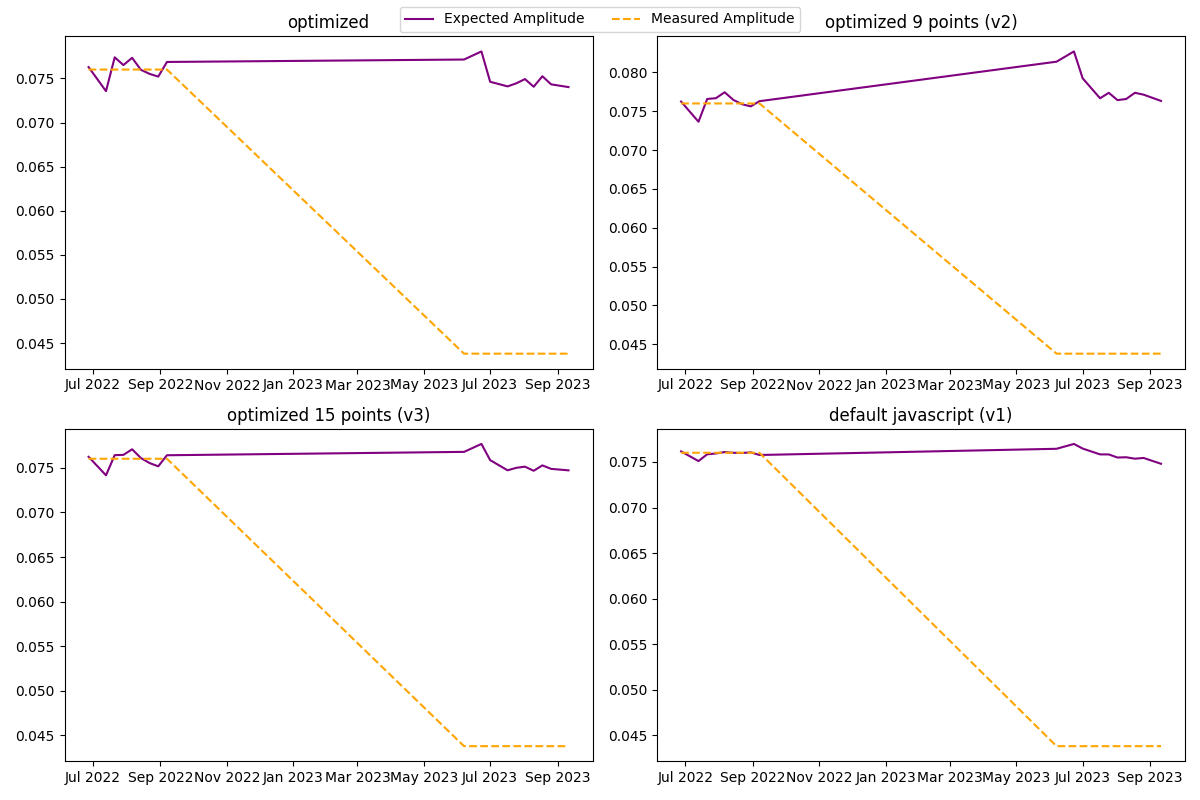 Expected Amplitude
Measured Amplitude
optimized
0.075
0.070
0.065
0.060
0.055
0.050
0.045
Jul 2022
Sep 2022
Nov 2022
Jan 2023
Mar 2023
May 2023
Jul 2023
Sep 2023
optimized 9 points (v2)
0.080
0.075
0.070
0.065
0.060
0.055
0.050
0.045
Jul 2022
Sep 2022
Nov 2022
Jan 2023
Mar 2023
May 2023
Jul 2023
Sep 2023
optimized 15 points (v3)
0.075
0.070
0.065
0.060
0.055
0.050
0.045
Jul 2022
Sep 2022
Nov 2022
Jan 2023
Mar 2023
May 2023
Jul 2023
Sep 2023
default javascript (v1)
0.075
0.070
0.065
0.060
0.055
0.050
0.045
Jul 2022
Sep 2022
Nov 2022
Jan 2023
Mar 2023
May 2023
Jul 2023
Sep 2023